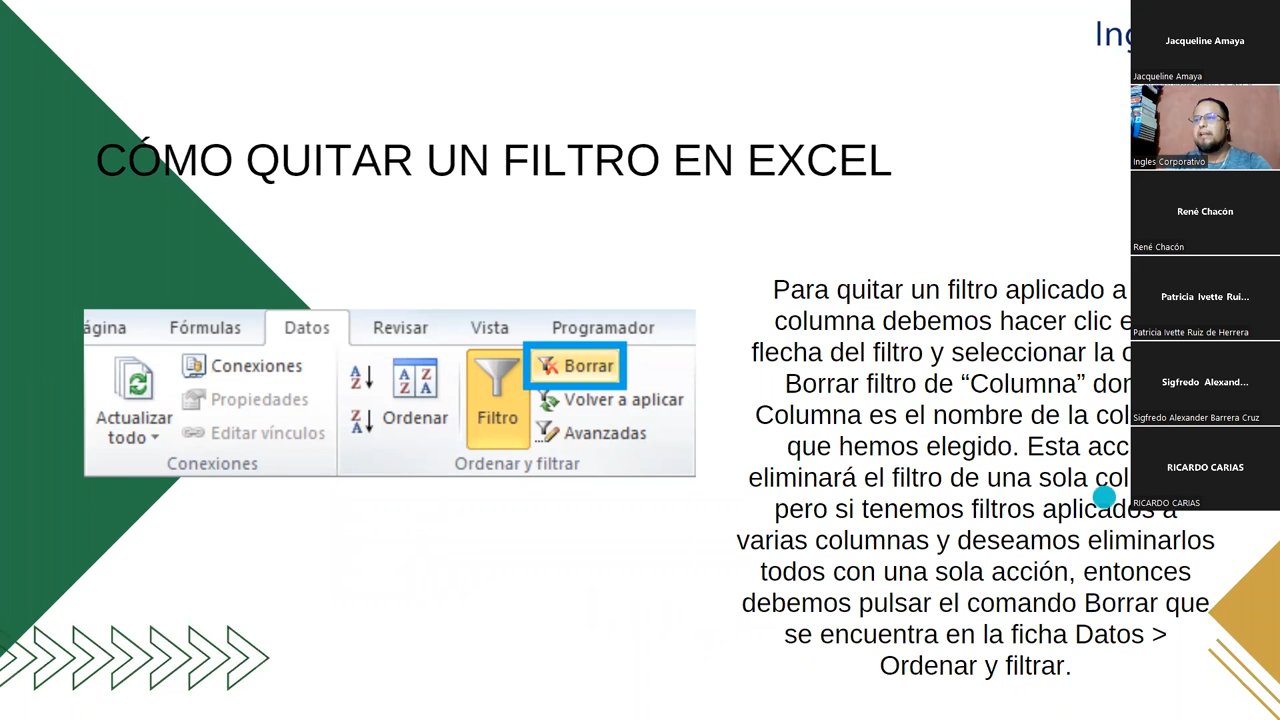 Ing
CÓMO QUITAR UN FILTRO EN EXCEL
ágina Fórmulas Datos Revisar Vista Programador
Actualizar todo
Conexiones
Propiedades
Editar vínculos
Conexiones
A Z
Z A
A Z Z A
Ordenar
Filtro
Borrar
Volver a aplicar
Avanzadas
Ordenar y filtrar
Para quitar un filtro aplicado a
columna debemos hacer clic
flecha del filtro y seleccionar la
Borrar filtro de “Columna”
Columna es el nombre de la
que hemos elegido. Esta
eliminará el filtro de una sola
pero si tenemos filtros aplicados a
varias columnas y deseamos eliminarlos
todos con una sola acción, entonces
debemos pulsar el comando Borrar que
se encuentra en la ficha Datos >
Ordenar y filtrar.
Jacqueline Amaya
Jacqueline Amaya
Ingles Corporativo
René Chacón
René Chacón
Patricia Ivette Rui...
Patricia Ivette Ruiz de Herrera
Sigfredo Alexand...
Sigfredo Alexander Barrera Cruz
RICARDO CARIAS
RICARDO CARIAS